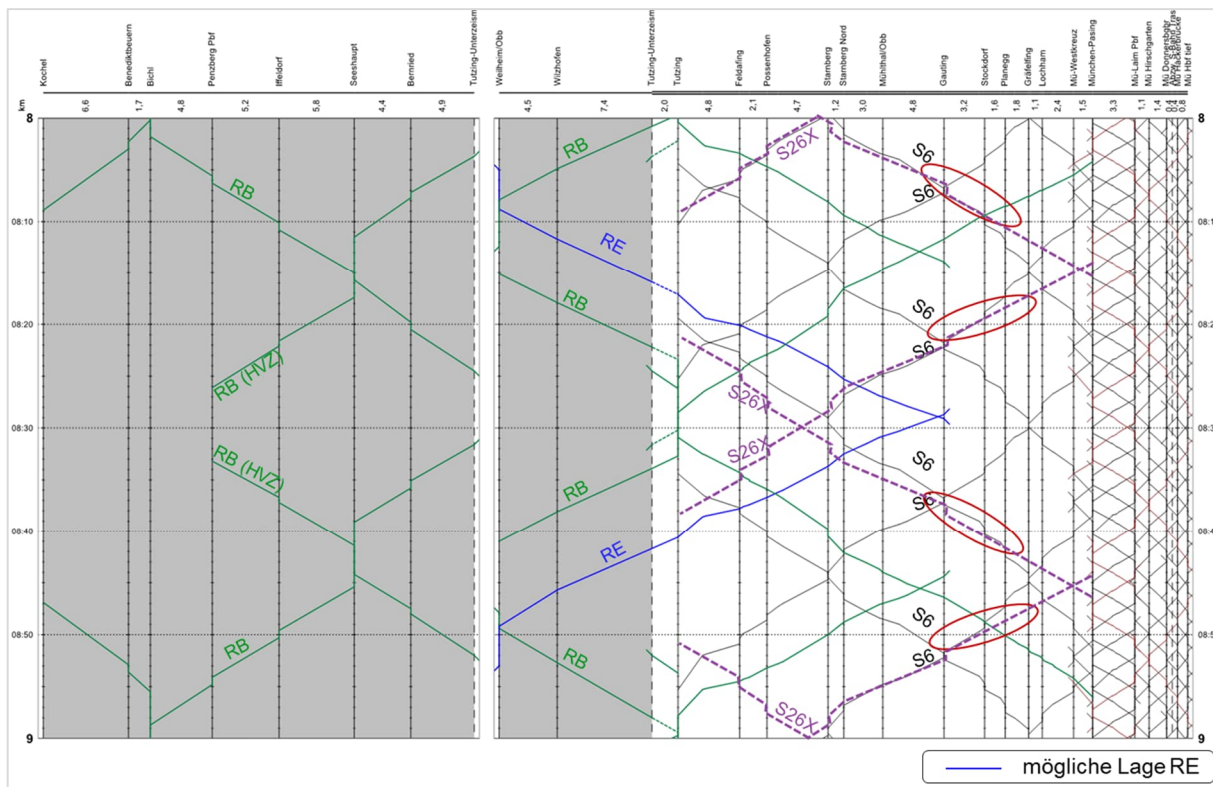 Kochel
Benediktbeuern
Bichl
Penzberg Pbf
Iffeldorf
Seeshaupt
Bernried
Tutzing-Unterzeism
Weilheim/Obb
Wilzhofen
Tutzing-Unterzeism
Tutzing
Feldafing
Possenhofen
Starnberg
Starnberg Nord
Mühlthal/Obb
Gauting
Stockdorf
Planegg
Gräfelfing
Lochham
Mü-Westkreuz
München-Pasing
Mü-Laim Pbf
Mü Hirschgarten
Mü Donnersbgbr
Mü Hackerbrücke
Mü Hbf tief
km
6.6
1,7
4.8
5.2
5.8
4.4
4.9
4.5
7.4
2.0
4.8
2.1
4.7
1.2
3.0
4.8
3.2
1.6
1.8
1,1
2.4
1.5
3.3
1,1
1.4
0.4
0.4
0.8
8
8
RB
RB
S26X
S6
S6
08:10
RE
RB
08:20
RB (HVZ)
S26X
S6
S6
08:30
RB (HVZ)
RB
S26X
S6
S6
08:40
RE
08:50
RB
RB
S26X
S6
S6
9
9
mögliche Lage RE